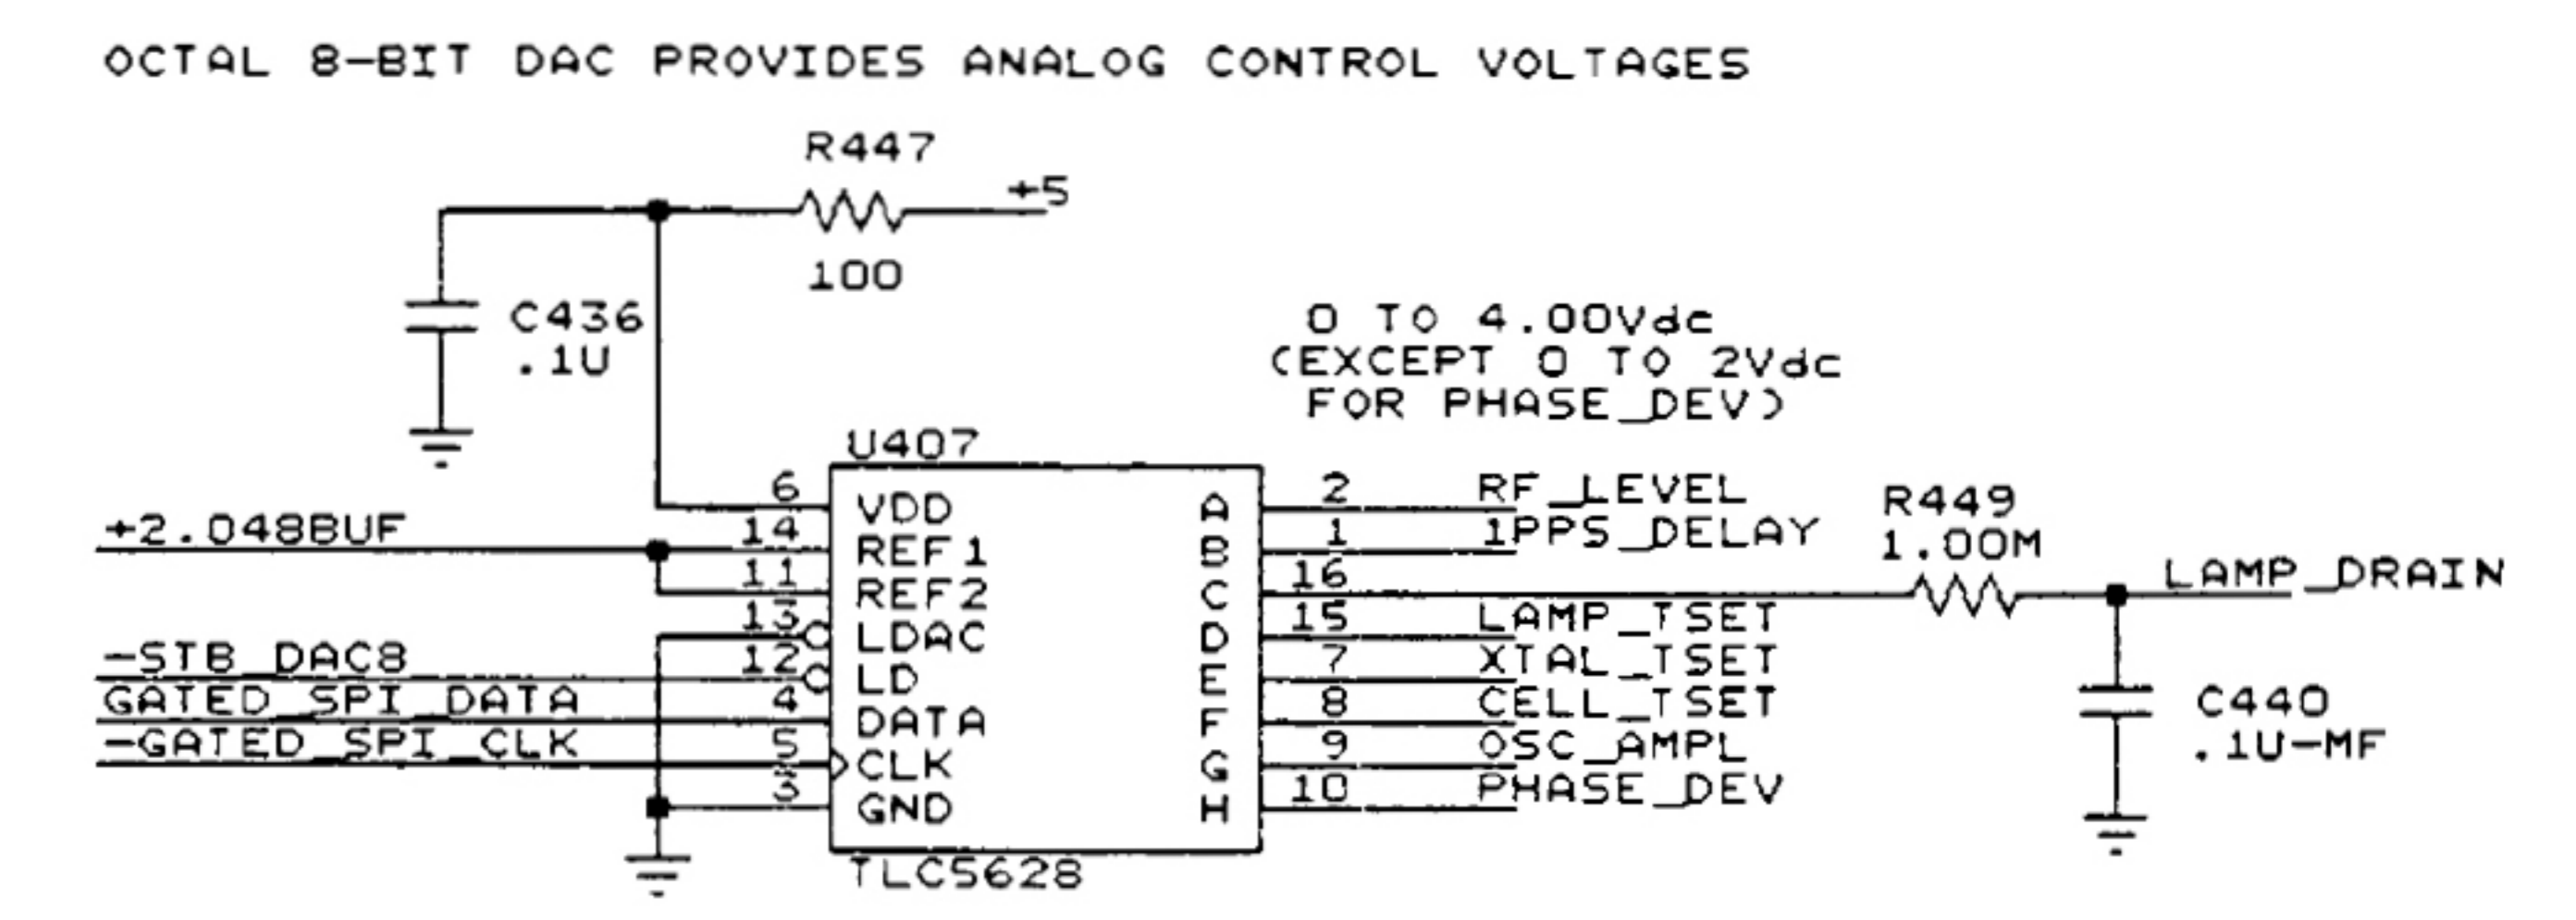 OCTAL 8-BIT DAC PROVIDES ANALOG CONTROL VOLTAGES
R447
+5
100
C436
.1U
0 TO 4.00Vdc
(EXCEPT 0 TO 2Vdc
FOR PHASE_DEV)
U407
6 VDD A 2 RF_LEVEL
+2.048BUF 14 REF1 B 1 1PPS_DELAY
11 REF2 C 16
R449
1.00M
LAMP_DRAIN
13 LDAC D 15 LAMP_TSET
-STB_DAC8 12 LD E 7 XTAL_TSET
GATED_SPI_DATA 4 DATA F 8 CELL_TSET
-GATED_SPI_CLK 5 CLK G 9 OSC_AMPL
3 GND H 10 PHASE_DEV
C440
.1U-MF
TLC5628